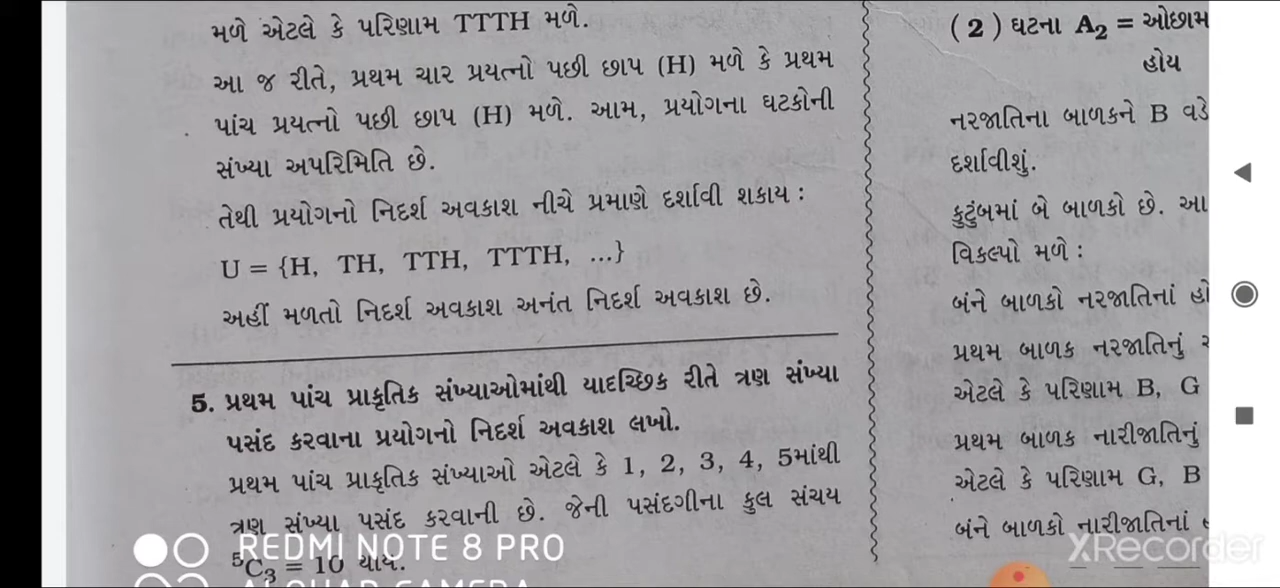 મળે એટલે કે પરિણામ TTTH મળે.
આ જ રીતે, પ્રથમ ચાર પ્રયત્નો પછી છાપ (H) મળે કે પ્રથમ
પાંચ પ્રયત્નો પછી છાપ (H) મળે. આમ, પ્રયોગના ઘટકોની
સંખ્યા અપરિમિતિ છે.
તેથી પ્રયોગનો નિદર્શ અવકાશ નીચે પ્રમાણે દર્શાવી શકાય :
U = {H, TH, TTH, TTTH, ...}
અહીં મળતો નિદર્શ અવકાશ અનંત નિદર્શ અવકાશ છે.
5. પ્રથમ પાંચ પ્રાકૃતિક સંખ્યાઓમાંથી યાદચ્છિક રીતે ત્રણ સંખ્યા
પસંદ કરવાના પ્રયોગનો નિદર્શ અવકાશ લખો.
પ્રથમ પાંચ પ્રાકૃતિક સંખ્યાઓ એટલે કે 1, 2, 3, 4, 5માંથી
ત્રણ સંખ્યા પસંદ કરવાની છે. જેની પસંદગીના કુલ સંચય
⁵C₃ = 10 થાય.
(2) ઘટના A₂ = ઓછામ
હોય
નરજાતિના બાળકને B વડે
દર્શાવીશું.
કુટુંબમાં બે બાળકો છે. આ
વિકલ્પો મળે :
બંને બાળકો નરજાતિનાં હો
પ્રથમ બાળક નરજાતિનું
એટલે કે પરિણામ B, G
પ્રથમ બાળક નારીજાતિનું
એટલે કે પરિણામ G, B
બંને બાળકો નારીજાતિનાં
REDMI NOTE 8 PRO
XRecorder